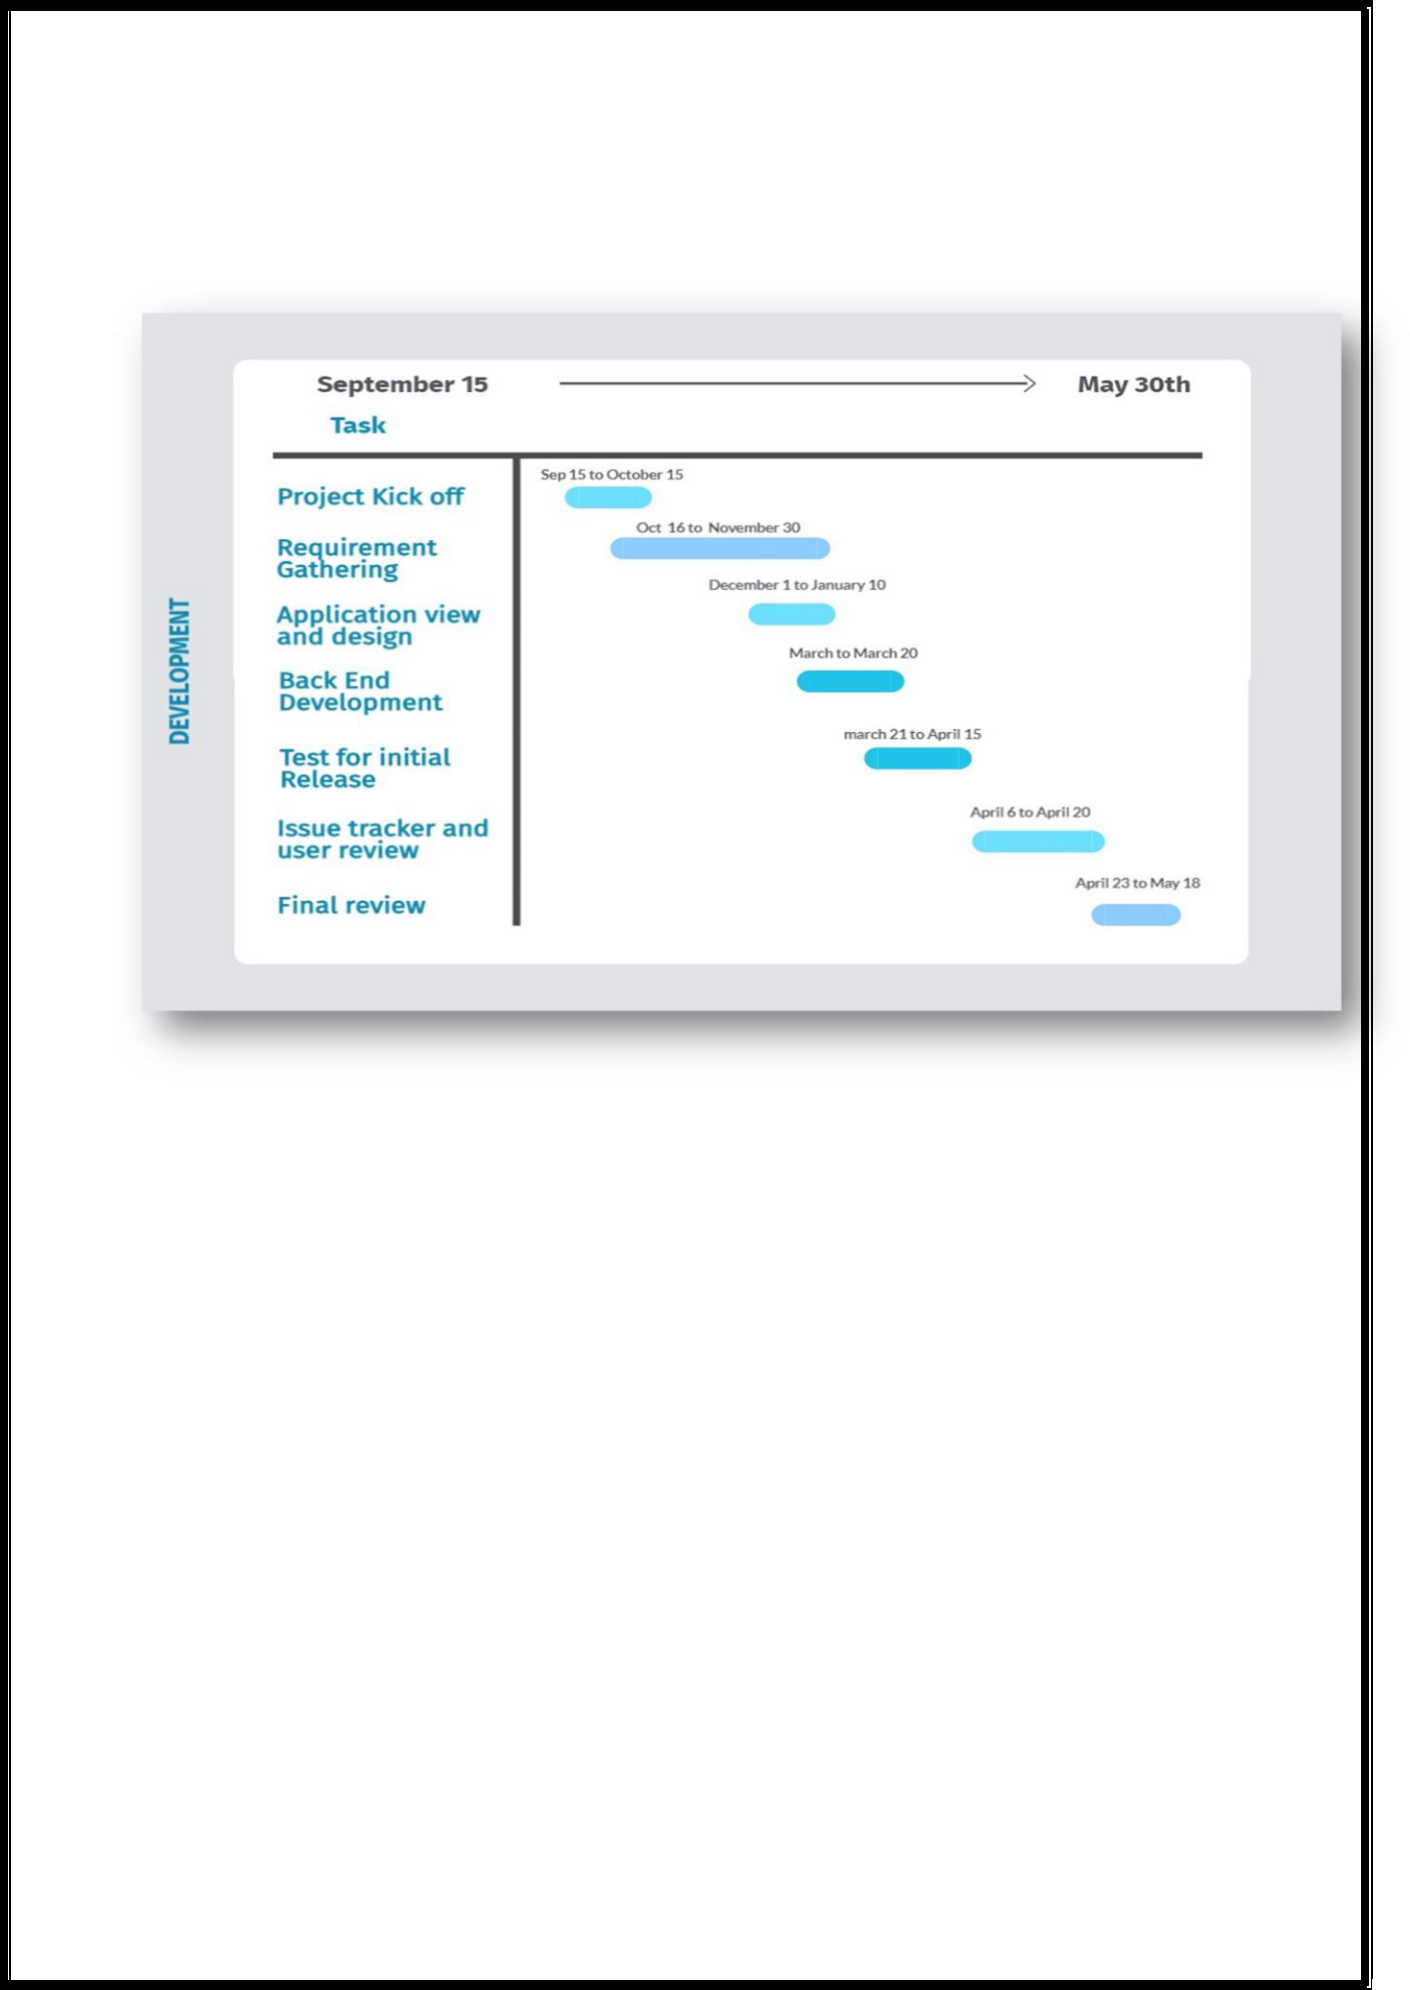 September 15
May 30th
Task
Sep 15 to October 15
Project Kick off
Oct 16 to November 30
Requirement
Gathering
December 1 to January 10
Application view
and design
March to March 20
Back End
Development
march 21 to April 15
Test for initial
Release
April 6 to April 20
Issue tracker and
user review
April 23 to May 18
Final review
DEVELOPMENT